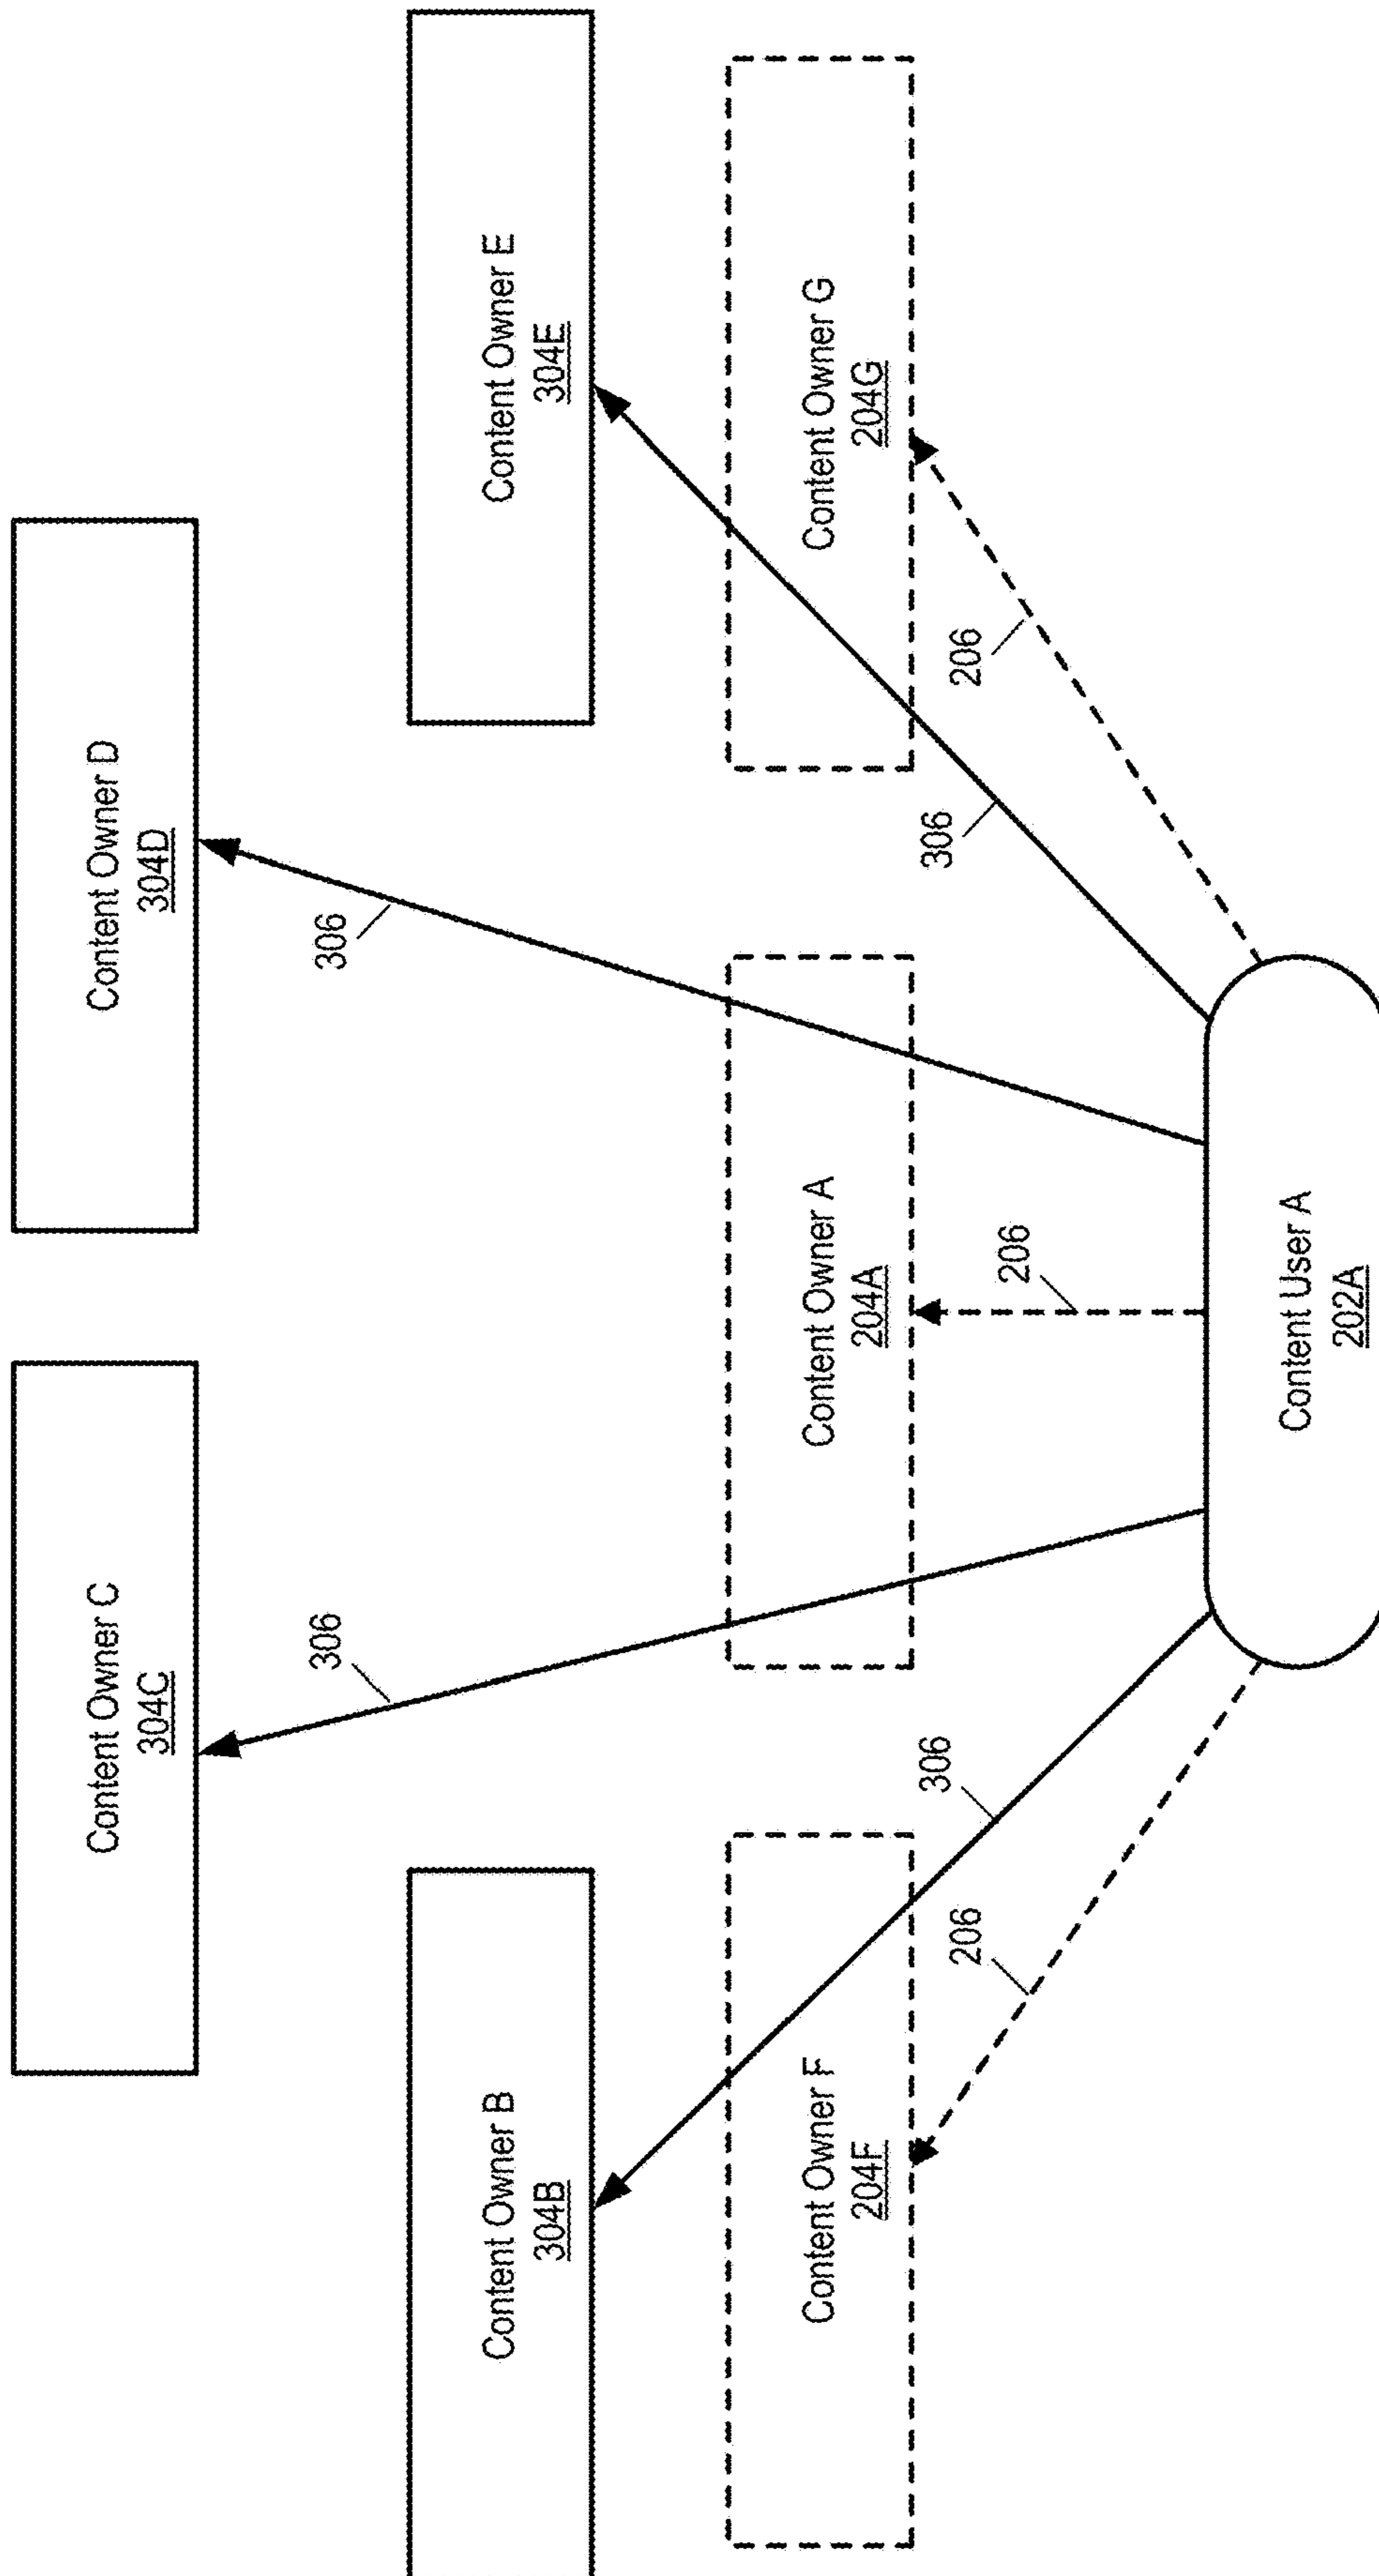 Content Owner C
304C
Content Owner D
304D
306
306
Content Owner B
304B
Content Owner E
304E
Content Owner F
204F
Content Owner A
204A
Content Owner G
204G
306
306
206
206
206
Content User A
202A